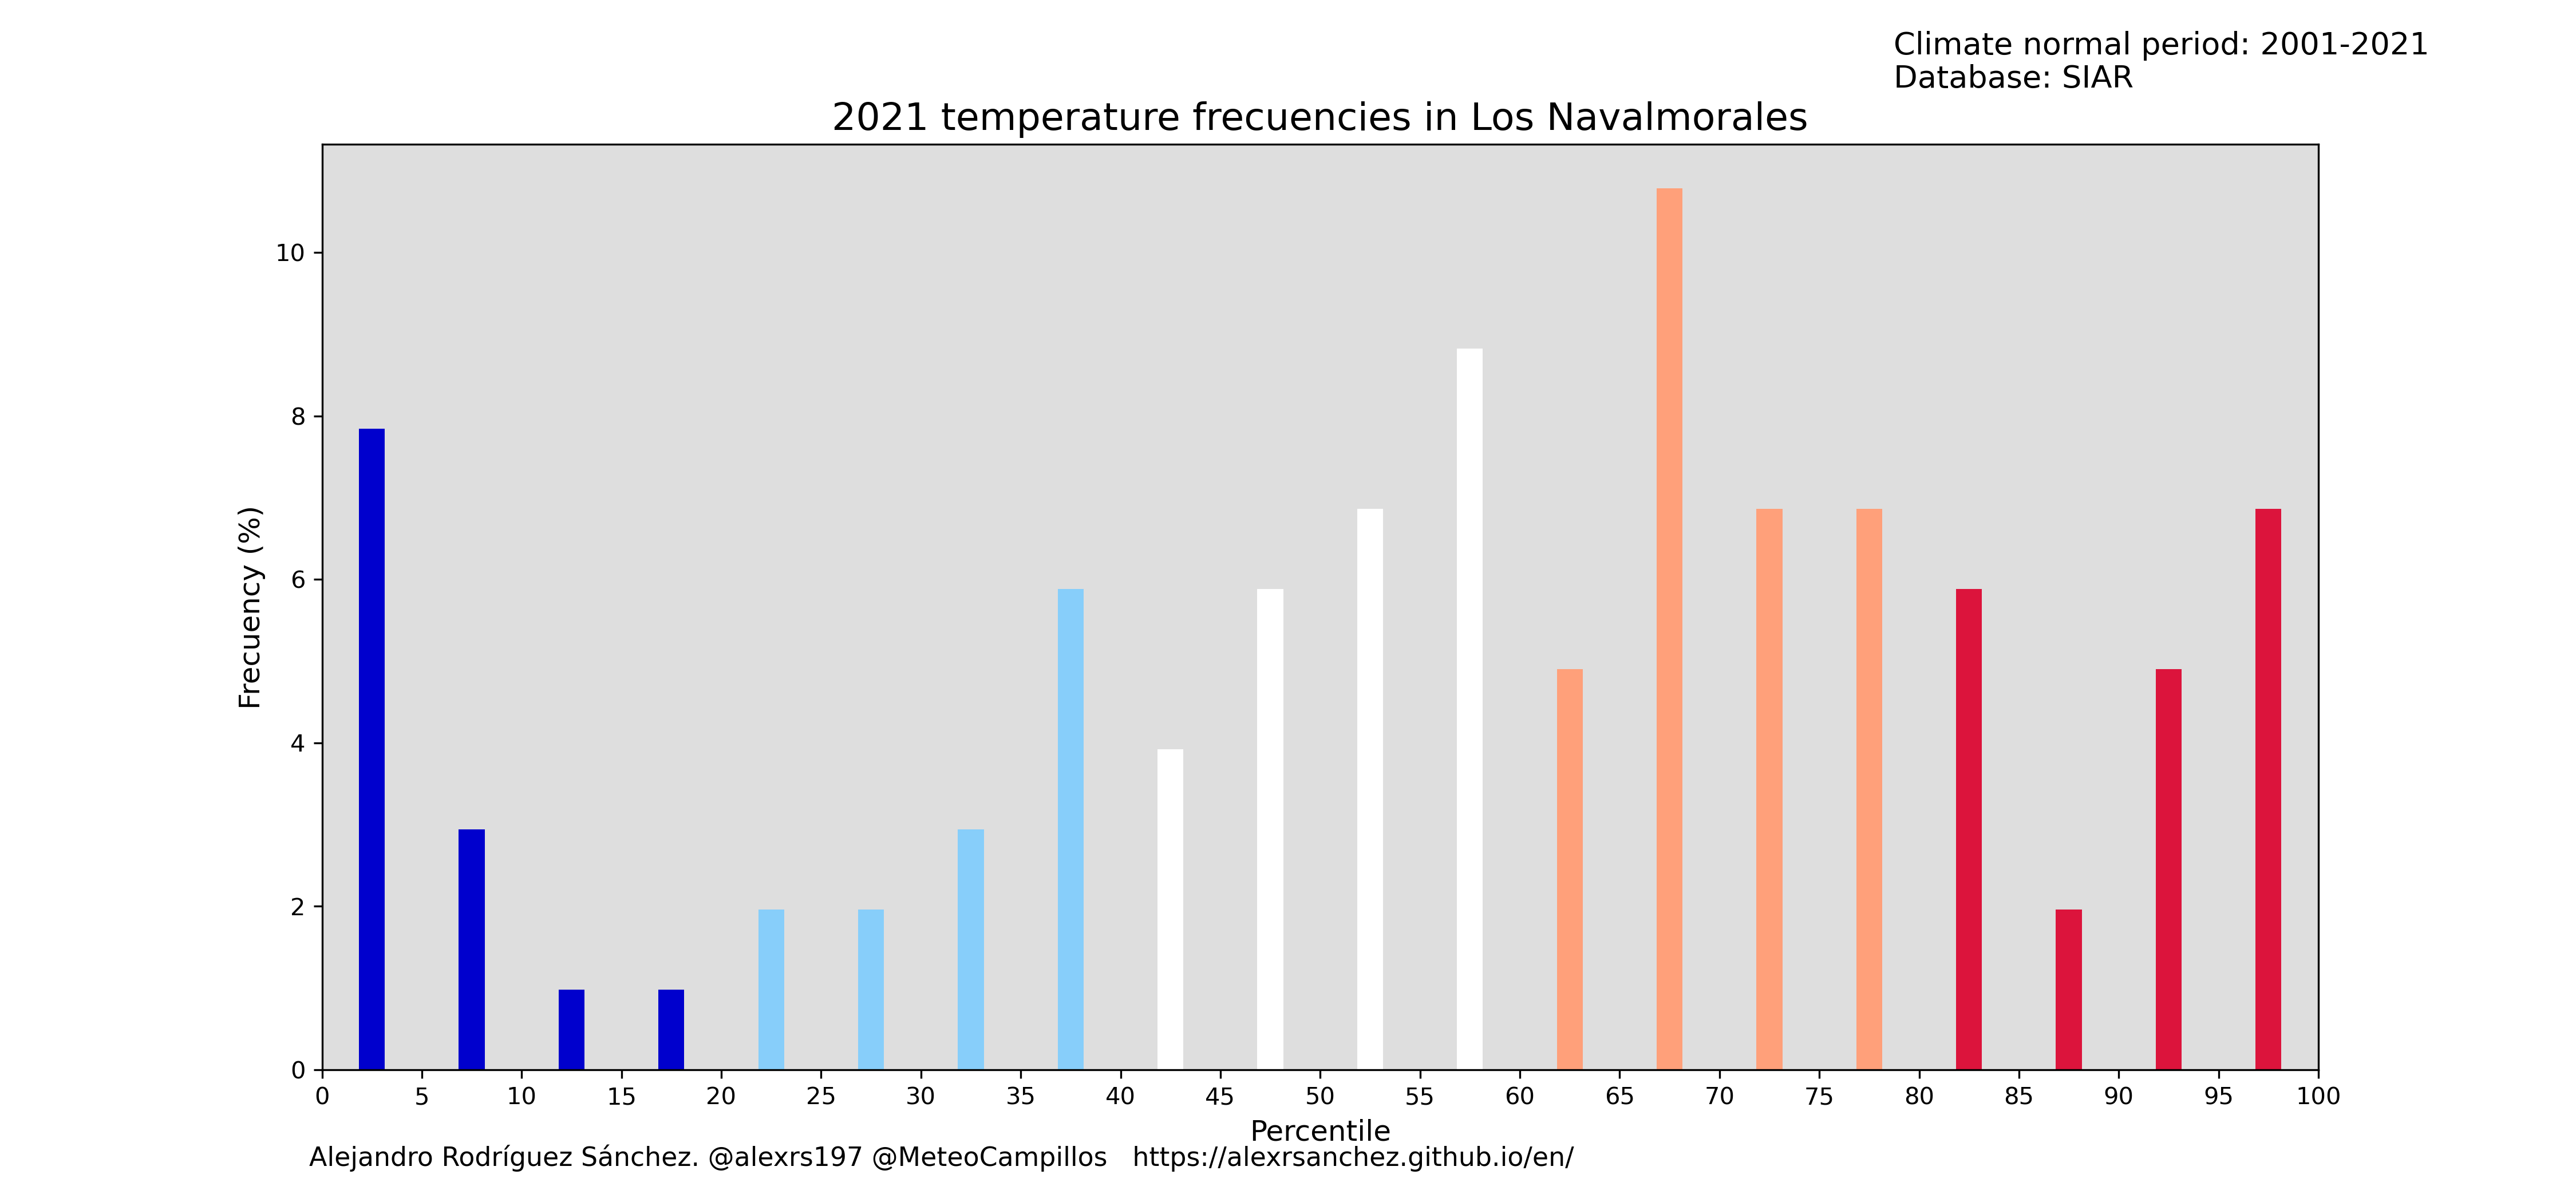 Climate normal period: 2001-2021
Database: SIAR
2021 temperature frecuencies in Los Navalmorales
Frecuency (%)
10
8
6
4
2
0
0 5 10 15 20 25 30 35 40 45 50 55 60 65 70 75 80 85 90 95 100
Percentile
Alejandro Rodríguez Sánchez. @alexrs197 @MeteoCampillos https://alexrsanchez.github.io/en/